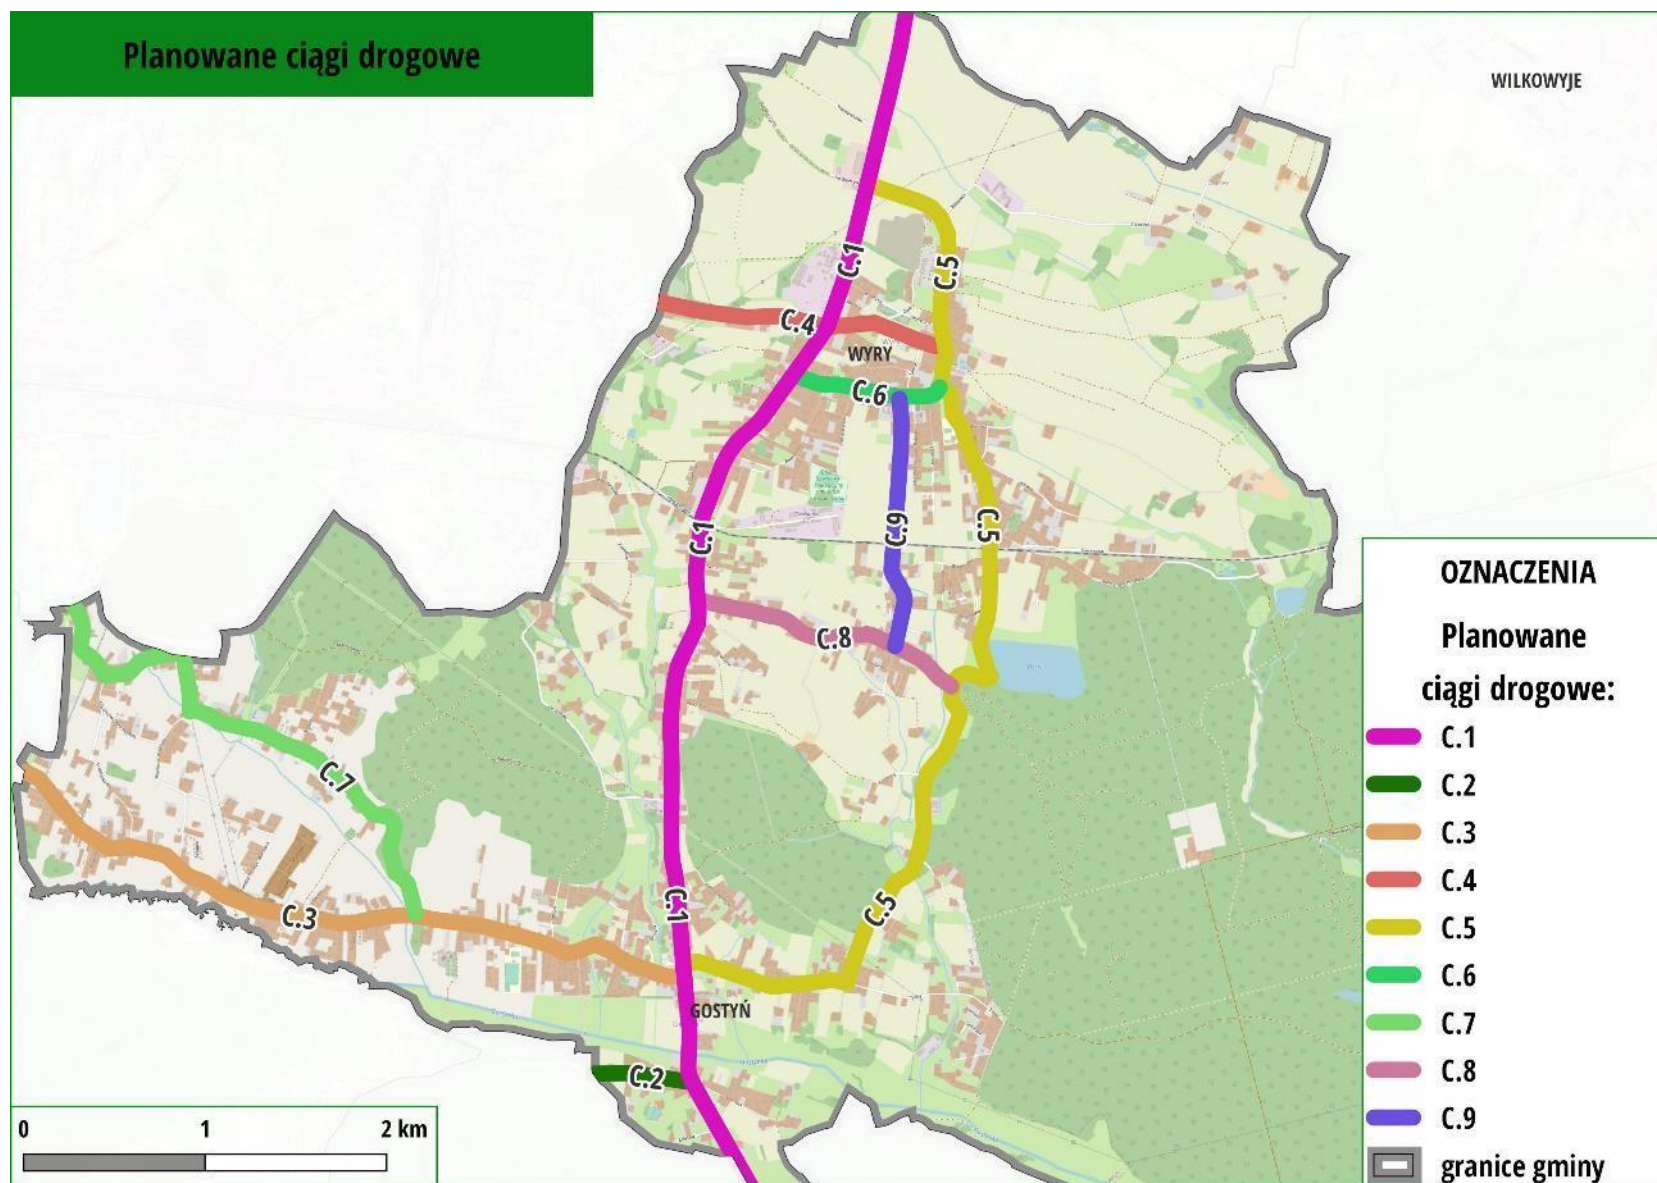 Planowane ciągi drogowe
WILKOWYJE
C.1
C.5
C.4
WYRY
C.6
C.1
C.9
C.5
C.8
C.7
C.3
C.1
C.5
GOSTYŃ
C.2
0 1 2 km
OZNACZENIA
Planowane
ciągi drogowe:
C.1
C.2
C.3
C.4
C.5
C.6
C.7
C.8
C.9
granice gminy